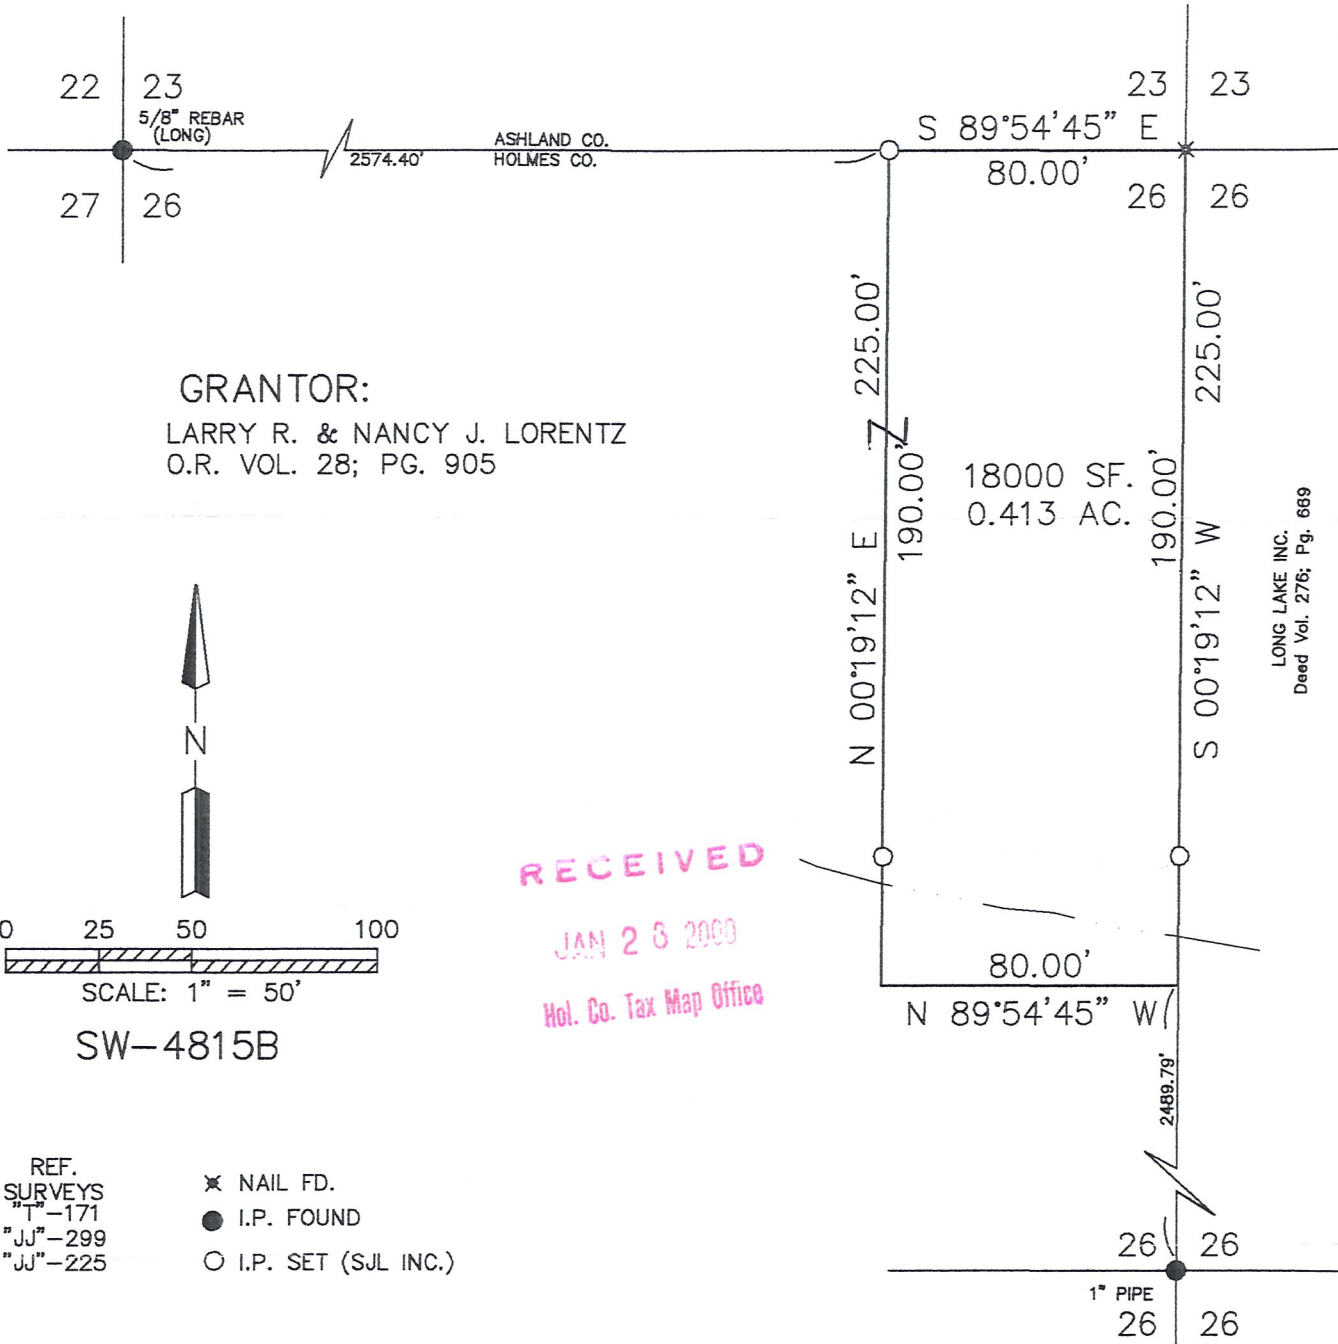 22 23
5/8" REBAR
(LONG)
27 26
2574.40'
ASHLAND CO.
HOLMES CO.
23 23
S 89°54'45" E
80.00'
26 26
225.00'
190.00'
N 00°19'12" E
18000 SF.
0.413 AC.
225.00'
190.00'
S 00°19'12" W
LONG LAKE INC.
Deed Vol. 276; Pg. 669
GRANTOR:
LARRY R. & NANCY J. LORENTZ
O.R. VOL. 28; PG. 905
N
RECEIVED
JAN 2 2000
Hol. Co. Tax Map Office
0 25 50 100
SCALE: 1" = 50'
SW-4815B
80.00'
N 89°54'45" W
2489.79'
REF.
SURVEYS
"T"-171
"JJ"-299
"JJ"-225
NAIL FD.
I.P. FOUND
I.P. SET (SJL INC.)
26 26
1" PIPE
26 26